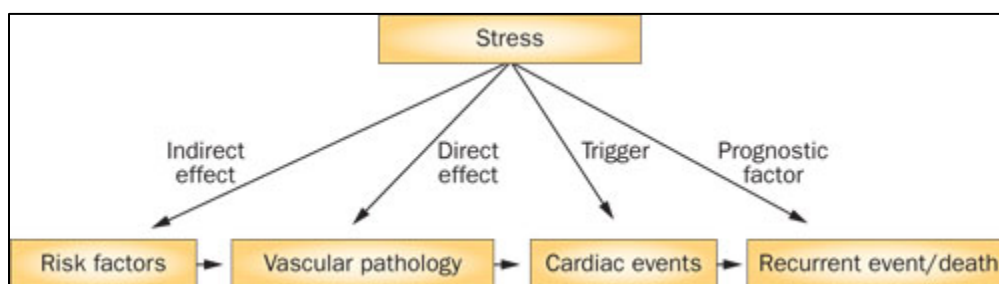 Stress
Indirect
effect
Direct
effect
Trigger
Prognostic
factor
Risk factors
Vascular pathology
Cardiac events
Recurrent event/death